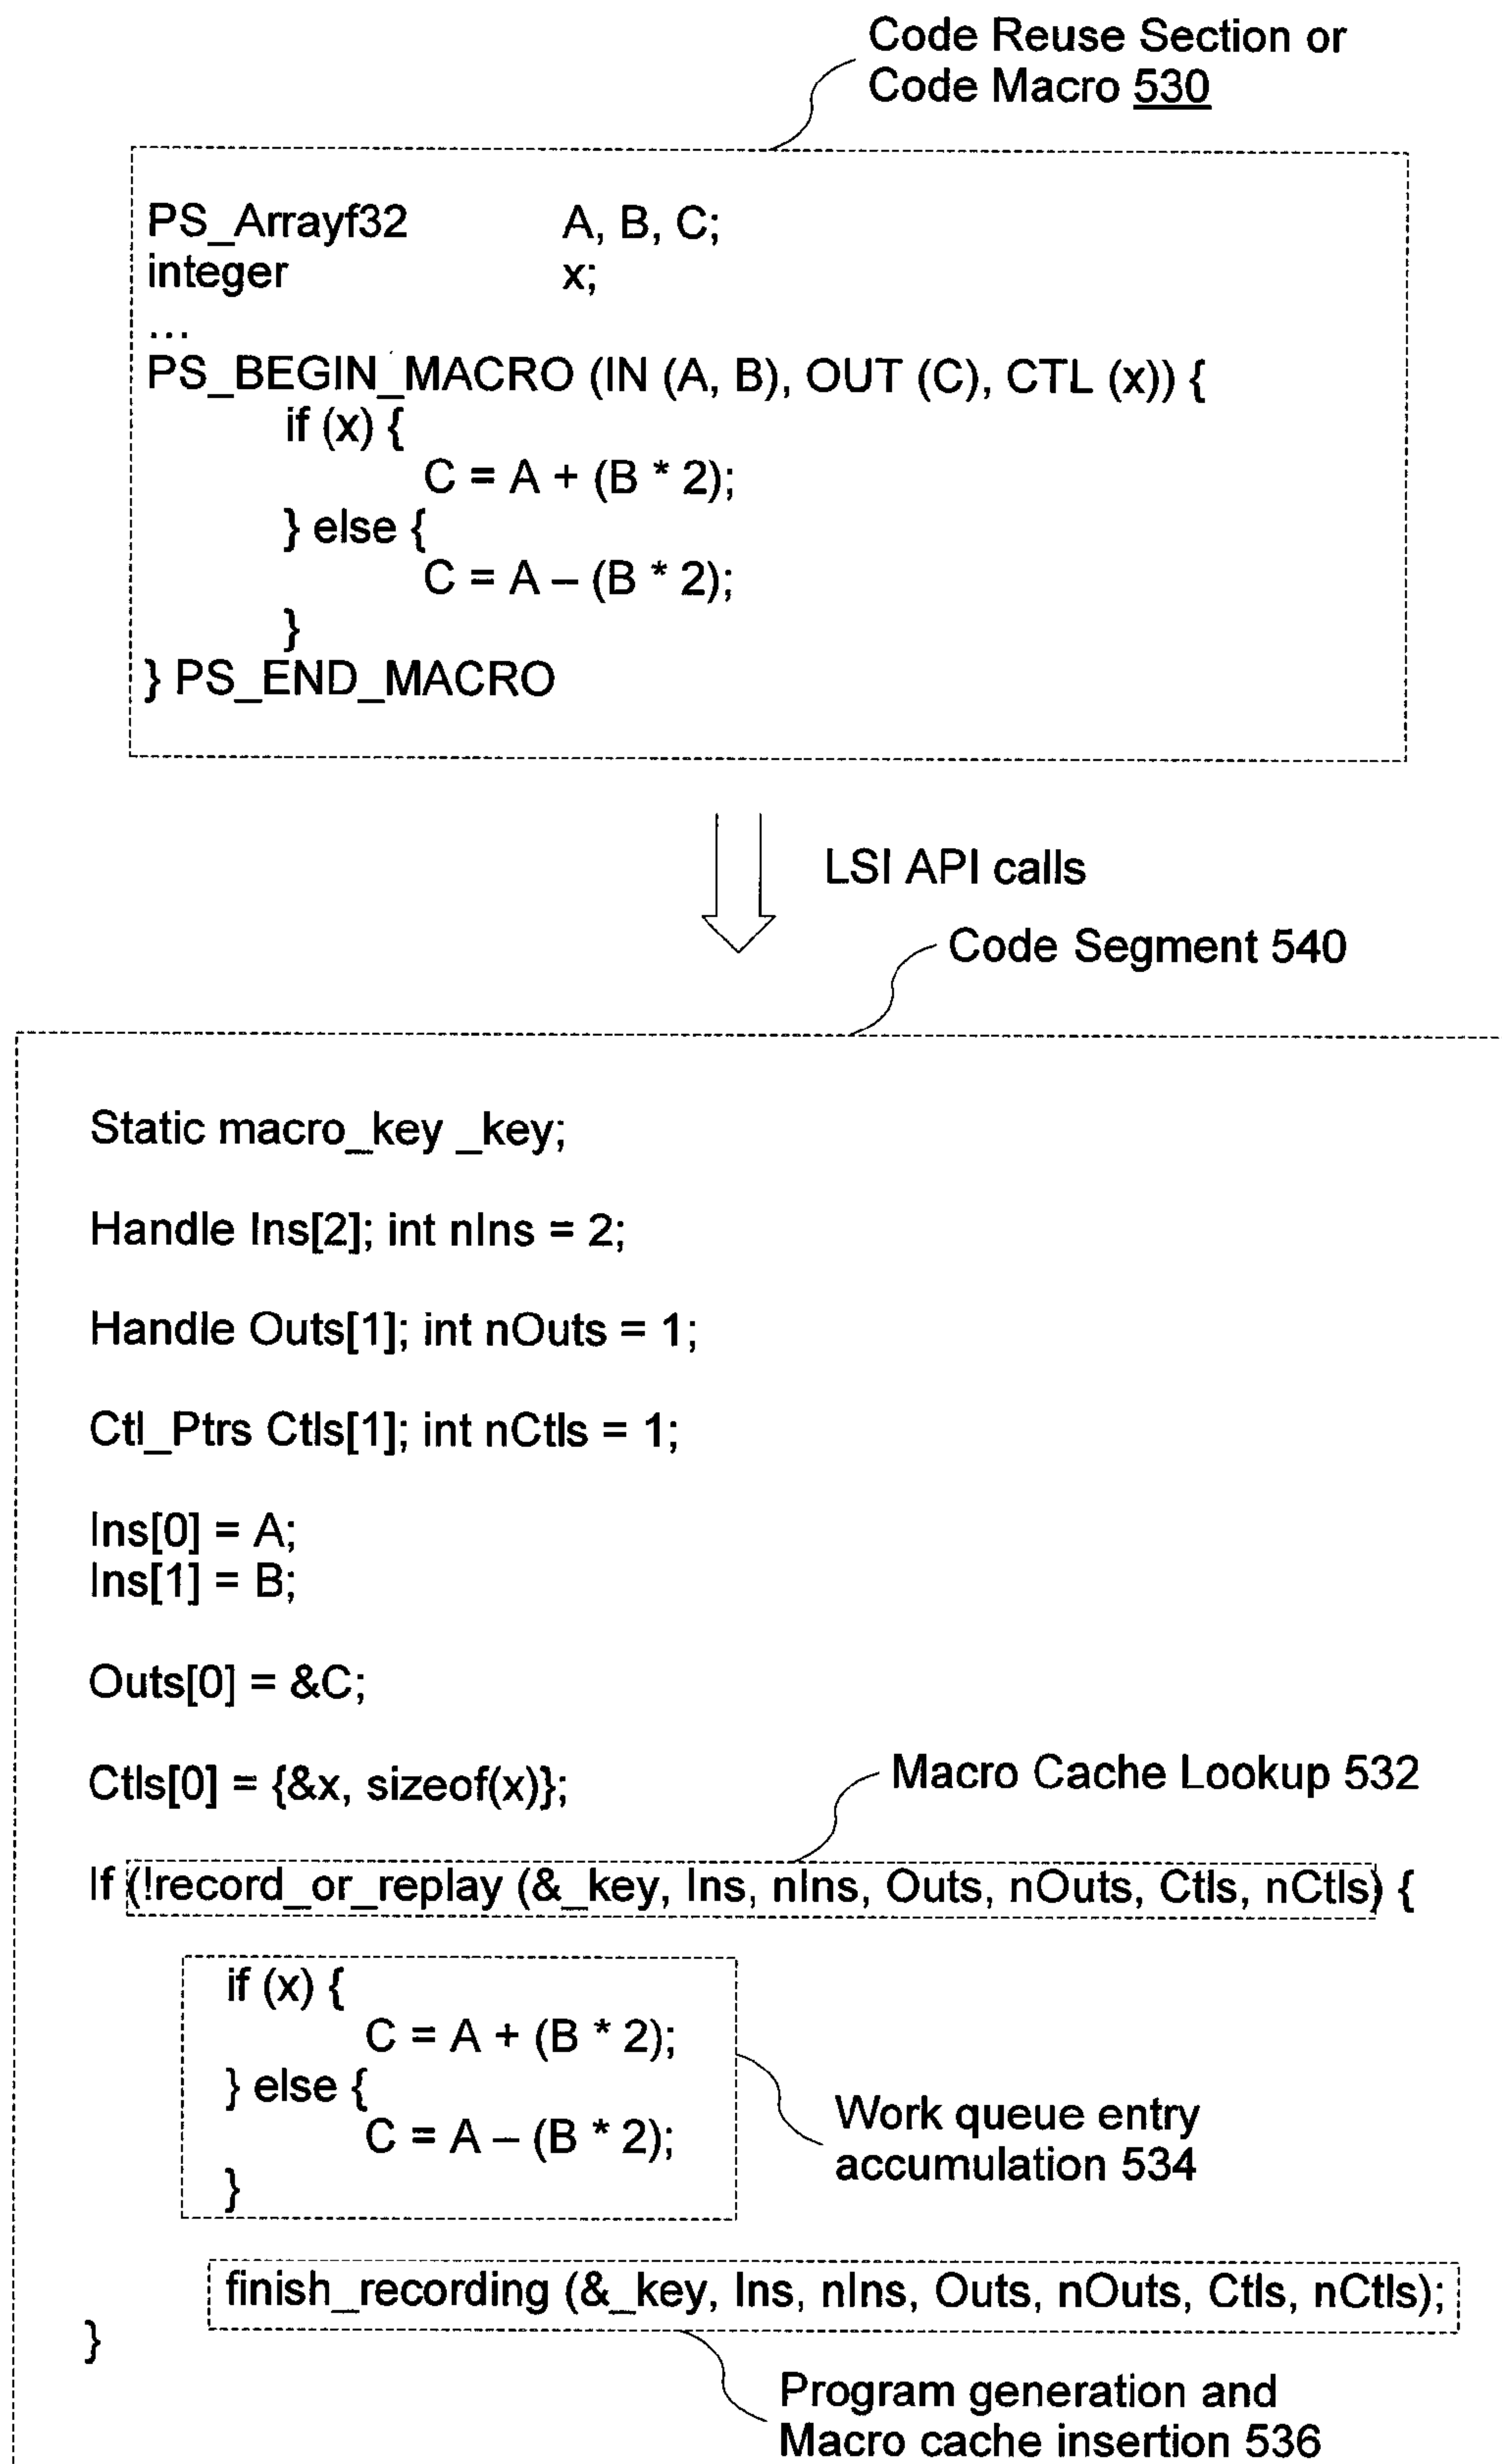 Code Reuse Section or
Code Macro 530
PS_Arrayf32 A, B, C;
integer x;
...
PS_BEGIN_MACRO (IN (A, B), OUT (C), CTL (x)) {
if (x) {
C = A + (B * 2);
} else {
C = A – (B * 2);
}
} PS_END_MACRO
LSI API calls
Code Segment 540
Static macro_key _key;
Handle Ins[2]; int nIns = 2;
Handle Outs[1]; int nOuts = 1;
Ctl_Ptrs Ctls[1]; int nCtls = 1;
Ins[0] = A;
Ins[1] = B;
Outs[0] = &C;
Ctls[0] = {&x, sizeof(x)};
Macro Cache Lookup 532
If (!record_or_replay (&_key, Ins, nIns, Outs, nOuts, Ctls, nCtls) {
if (x) {
C = A + (B * 2);
} else {
C = A – (B * 2);
}
Work queue entry
accumulation 534
finish_recording (&_key, Ins, nIns, Outs, nOuts, Ctls, nCtls);
}
Program generation and
Macro cache insertion 536